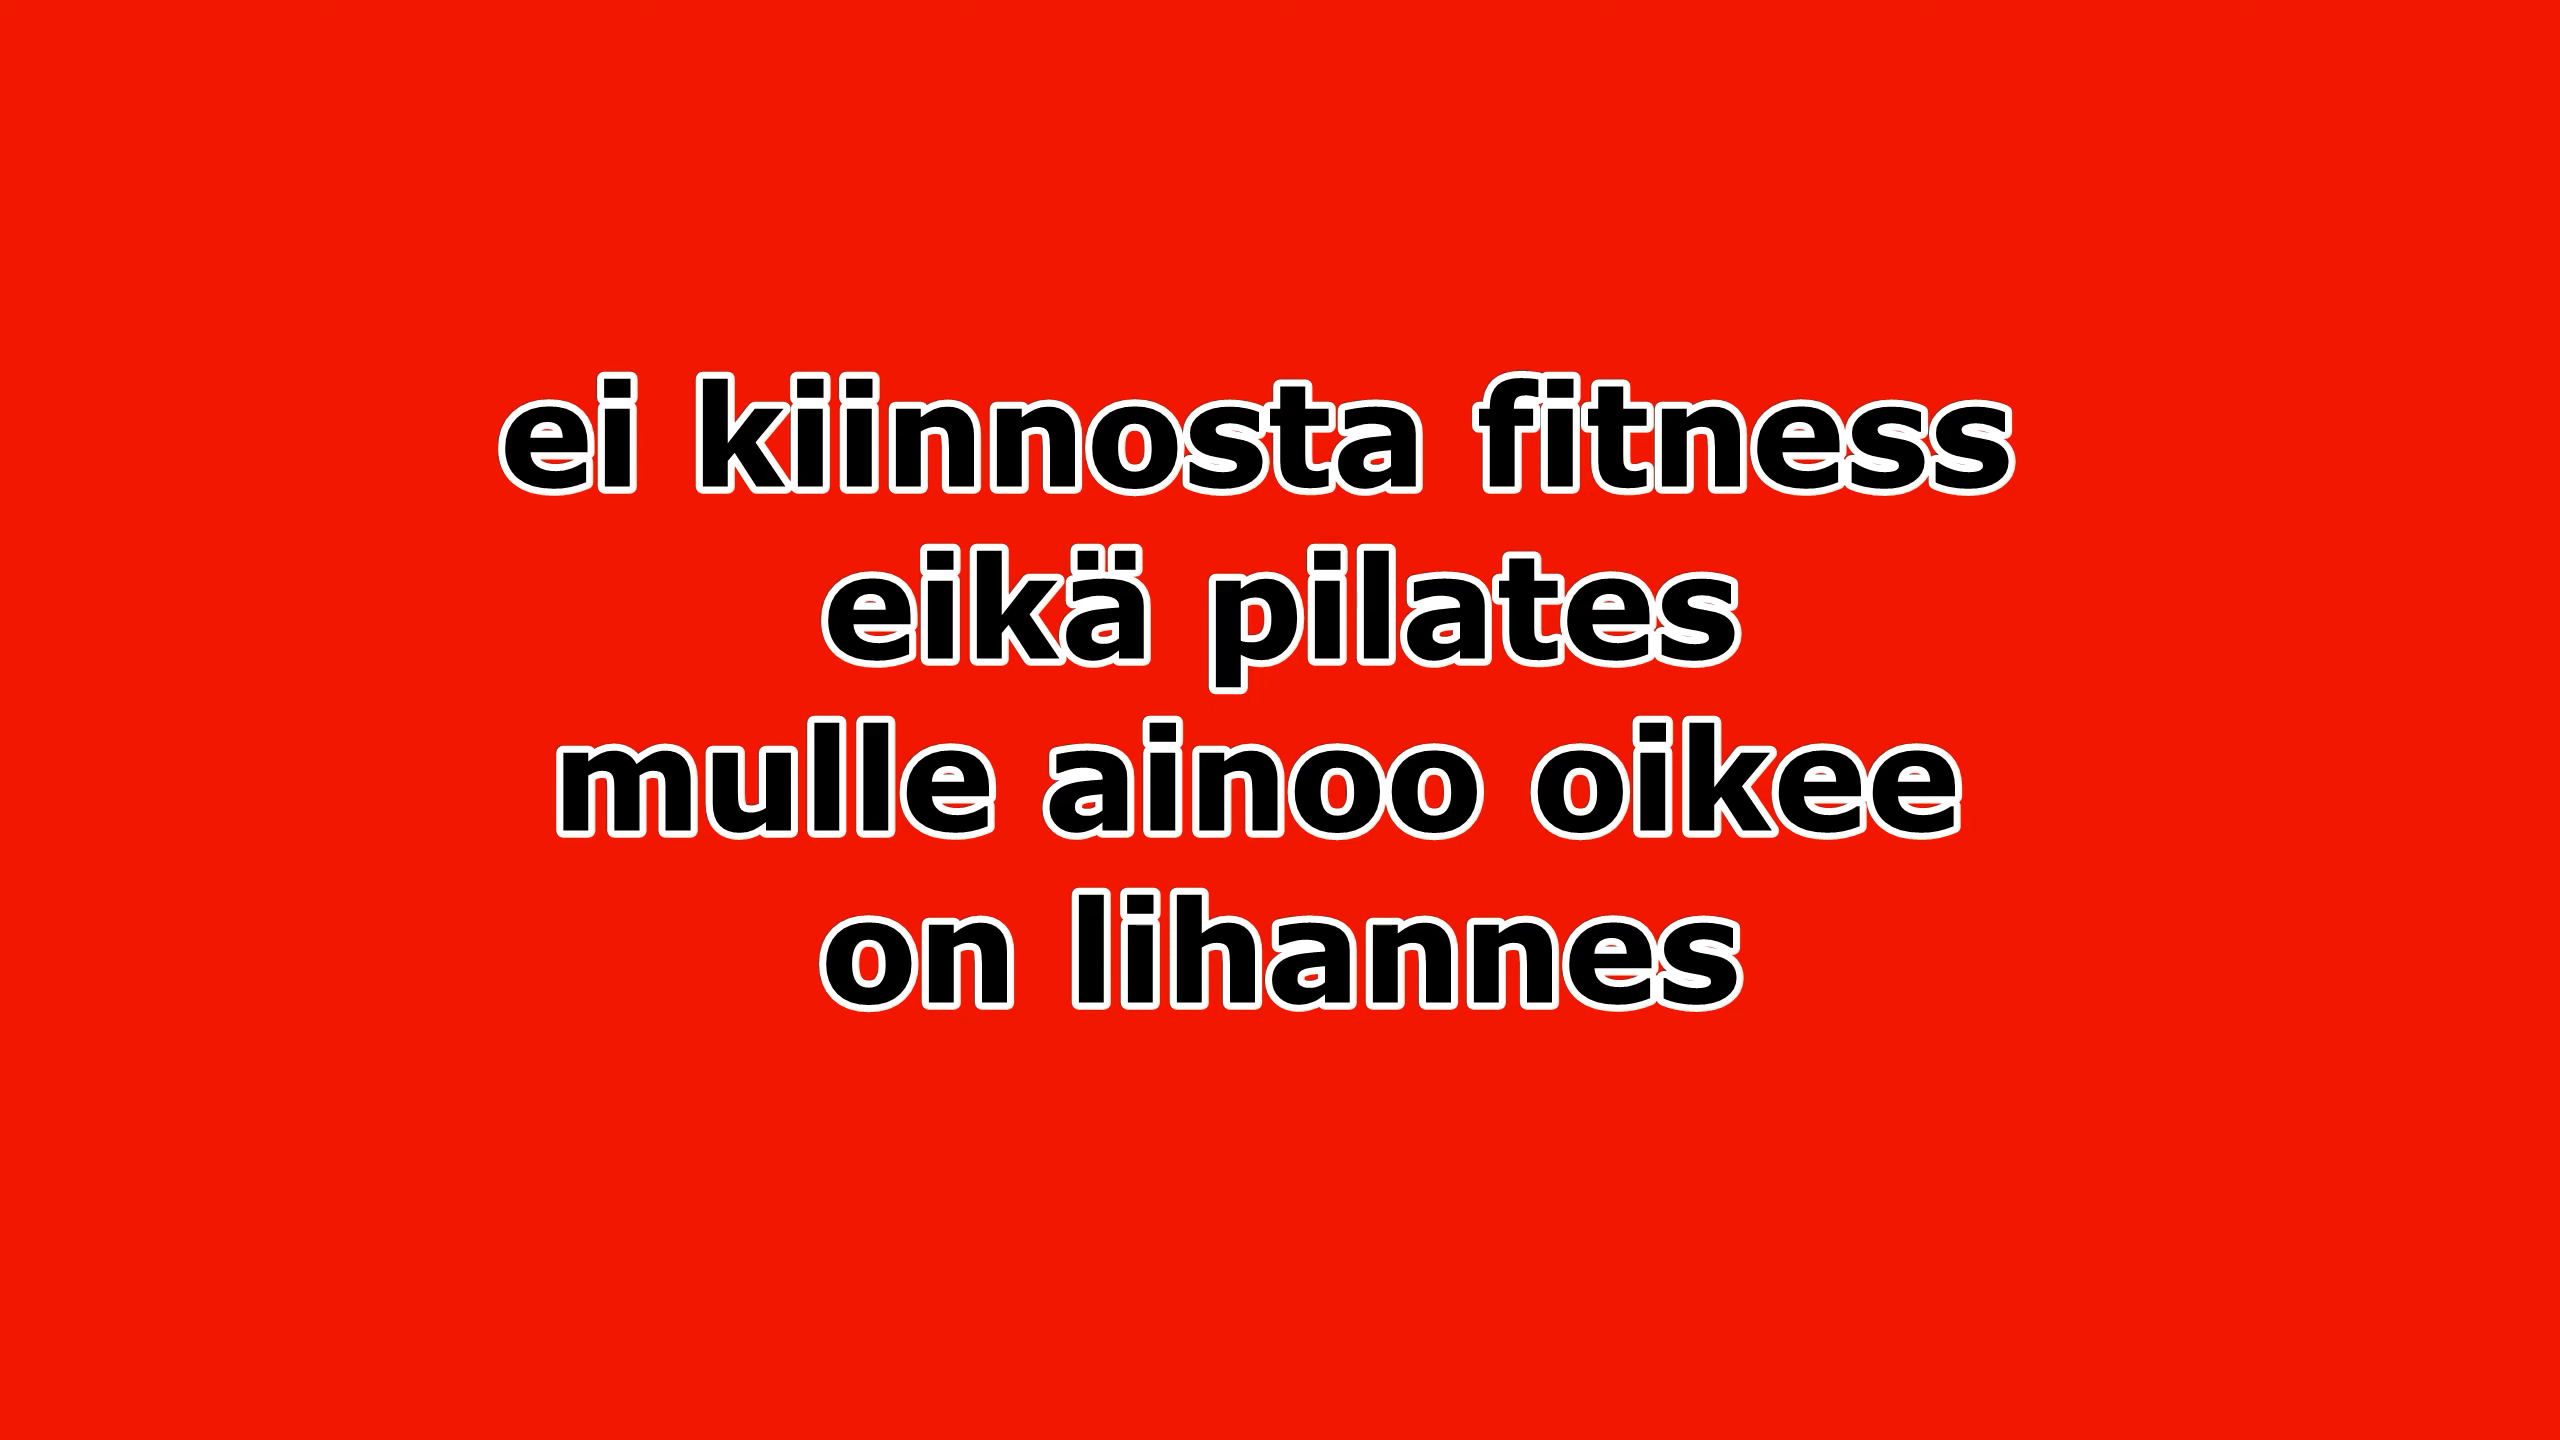 ei kiinnosta fitness
eikä pilates
mulle ainoo oikee
on lihannes